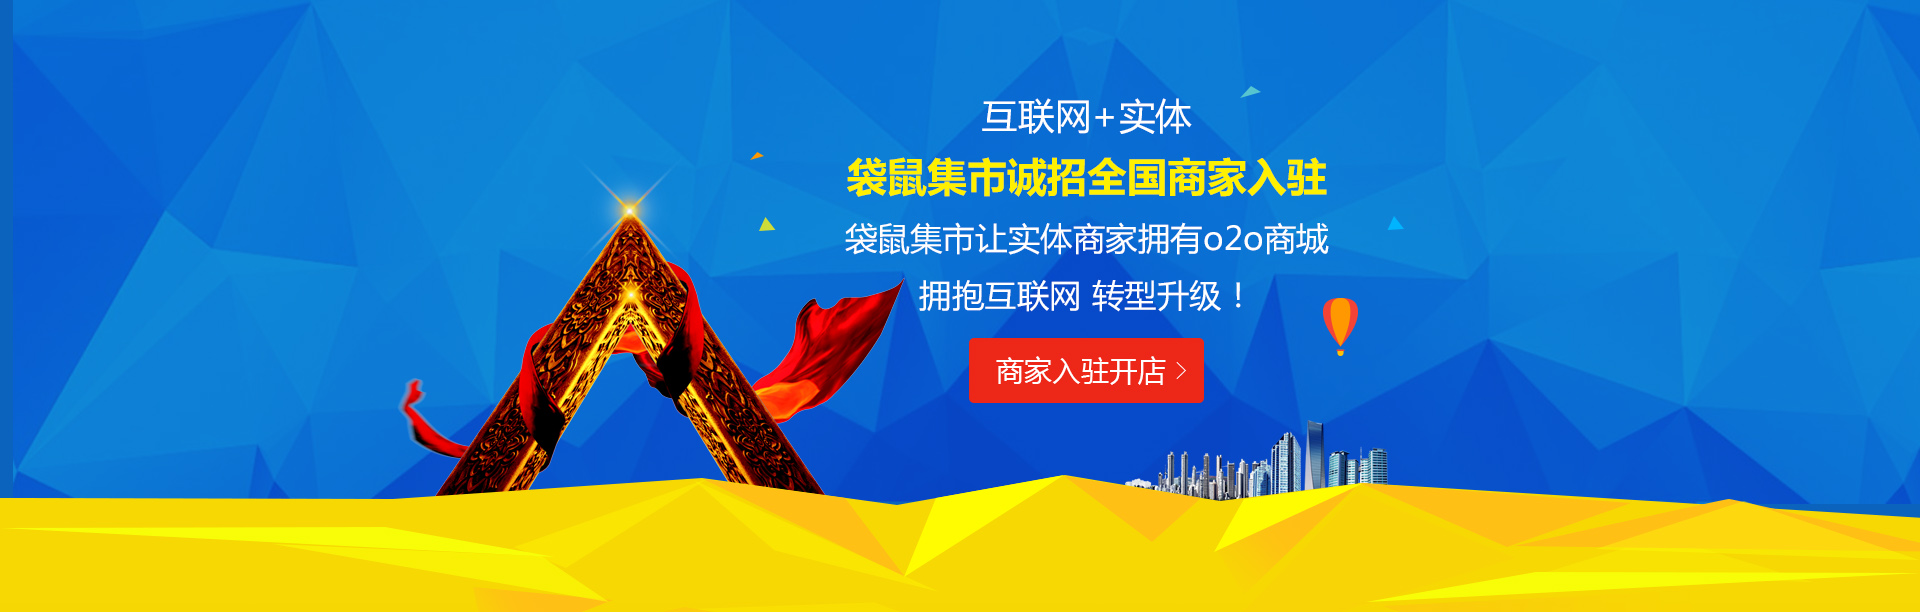 互联网+实体
袋鼠集市诚招全国商家入驻
袋鼠集市让实体商家拥有o2o商城
拥抱互联网 转型升级！
商家入驻开店 >